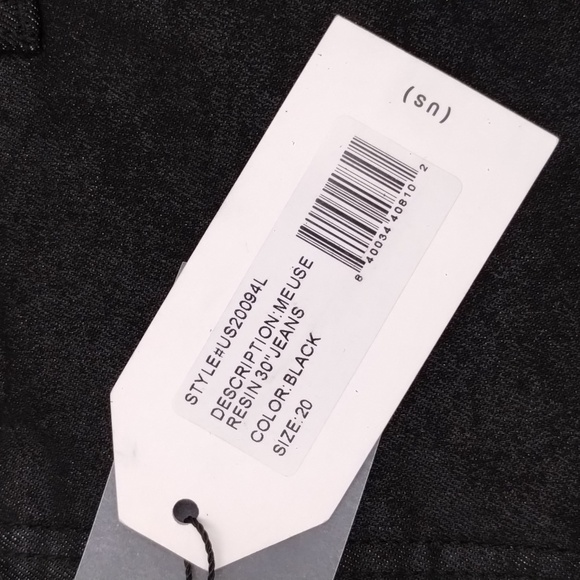 (us)
8 40034 40810 2
STYLE#US20094L
DESCRIPTION:MEUSE
RESIN 30" JEANS
COLOR:BLACK
SIZE:20